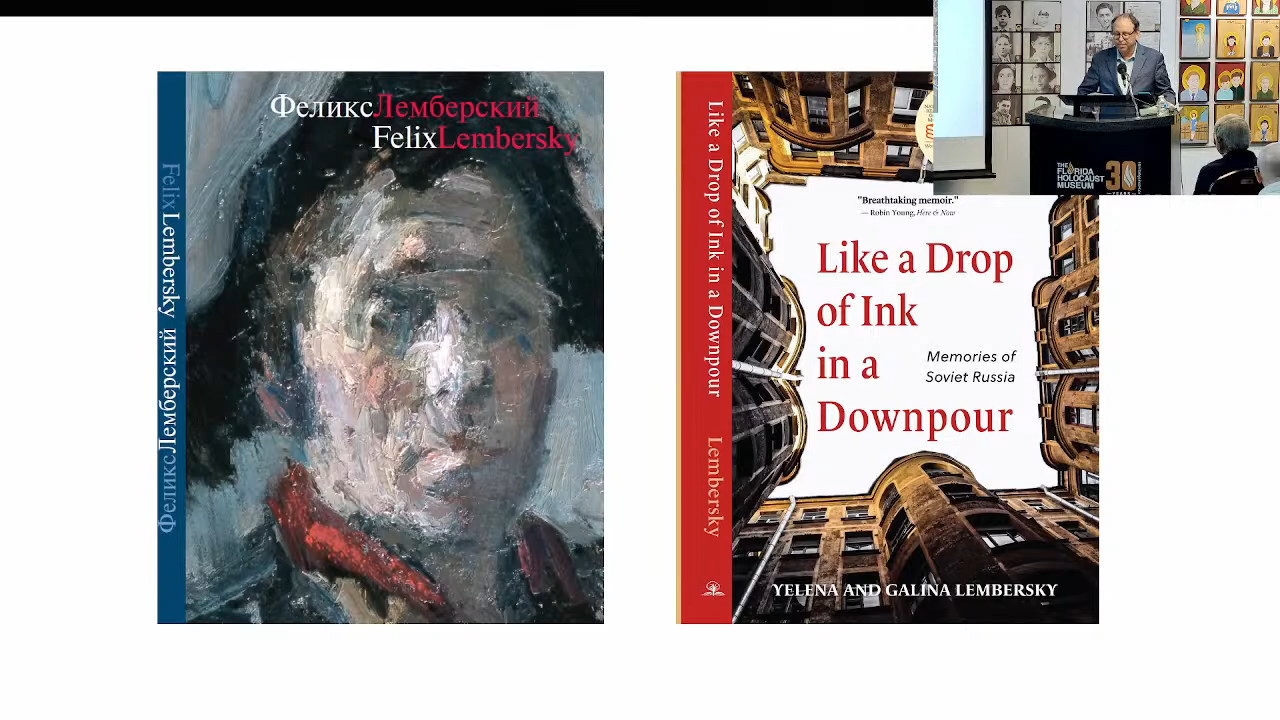 ФеликсЛемберский
FelixLembersky
ФеликсЛемберский FelixLembersky
Like a Drop of Ink in a Downpour Lembersky
"Breathtaking memoir."
— Robin Young, Here & Now
Like a Drop
of Ink
in a
Downpour
Memories of
Soviet Russia
YELENA AND GALINA LEMBERSKY
THE
FLORIDA
HOLOCAUST
MUSEUM
30
YEARS